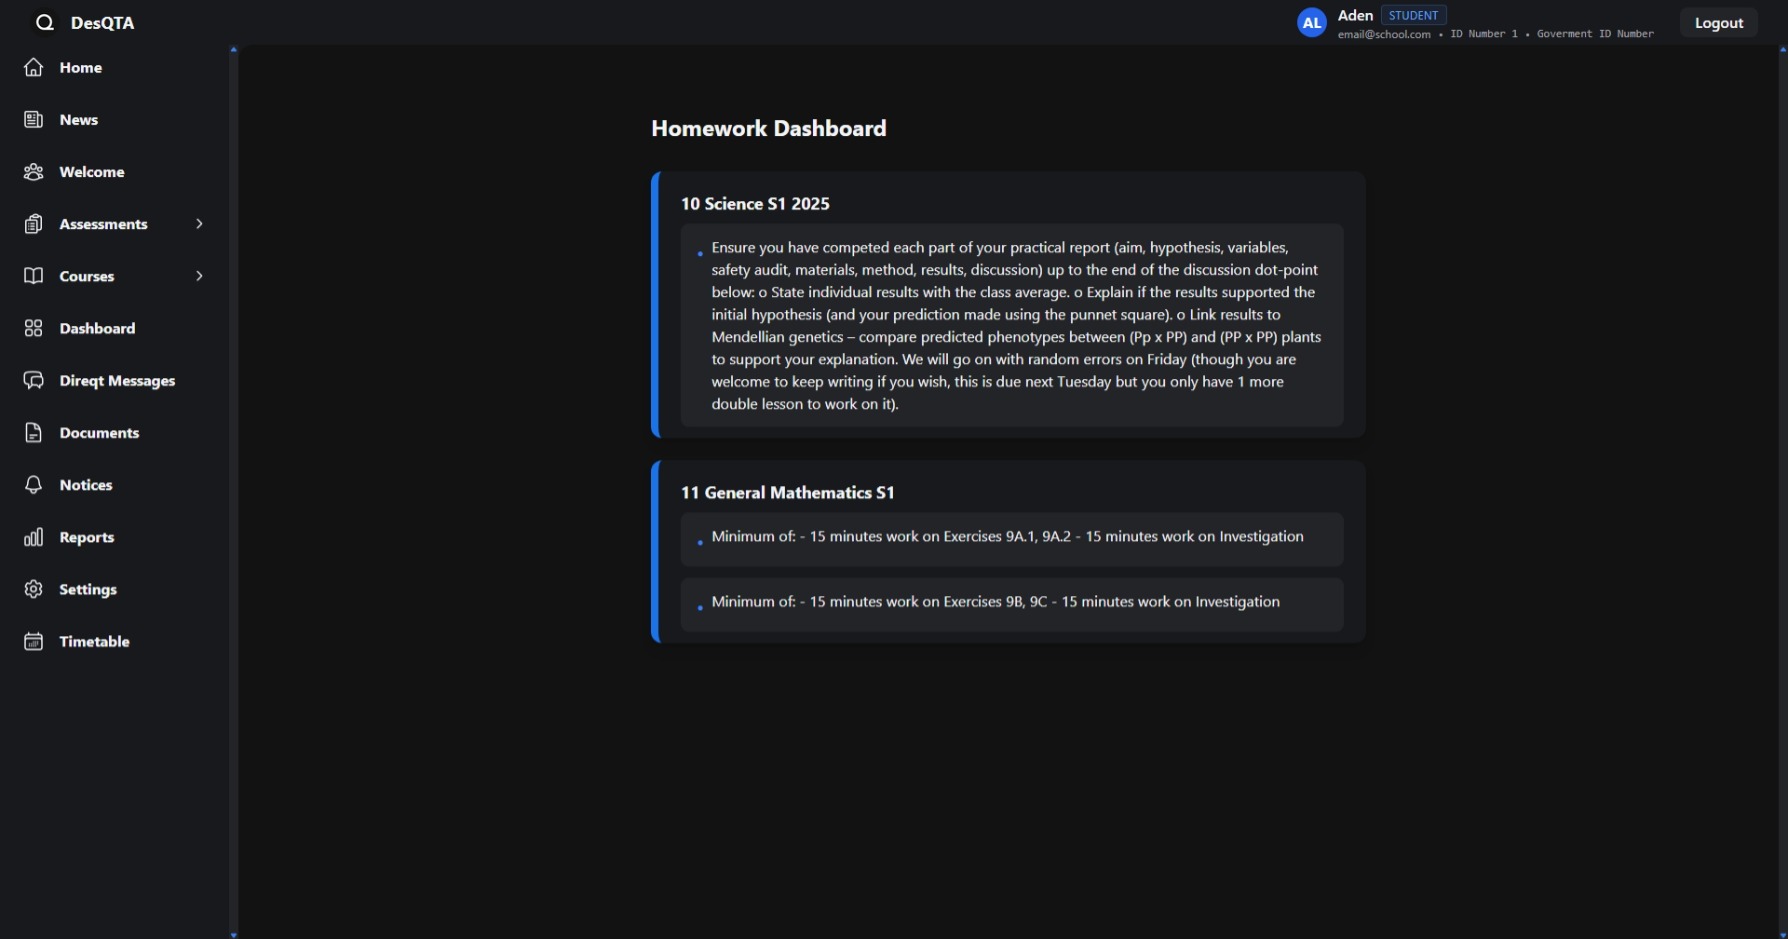 DesQTA
AL
Aden STUDENT
email@school.com • ID Number 1 • Goverment ID Number
Logout
Home
News
Welcome
Assessments
Courses
Dashboard
Direqt Messages
Documents
Notices
Reports
Settings
Timetable
Homework Dashboard
10 Science S1 2025
Ensure you have competed each part of your practical report (aim, hypothesis, variables,
safety audit, materials, method, results, discussion) up to the end of the discussion dot-point
below: o State individual results with the class average. o Explain if the results supported the
initial hypothesis (and your prediction made using the punnet square). o Link results to
Mendellian genetics – compare predicted phenotypes between (Pp x PP) and (PP x PP) plants
to support your explanation. We will go on with random errors on Friday (though you are
welcome to keep writing if you wish, this is due next Tuesday but you only have 1 more
double lesson to work on it).
11 General Mathematics S1
Minimum of: - 15 minutes work on Exercises 9A.1, 9A.2 - 15 minutes work on Investigation
Minimum of: - 15 minutes work on Exercises 9B, 9C - 15 minutes work on Investigation